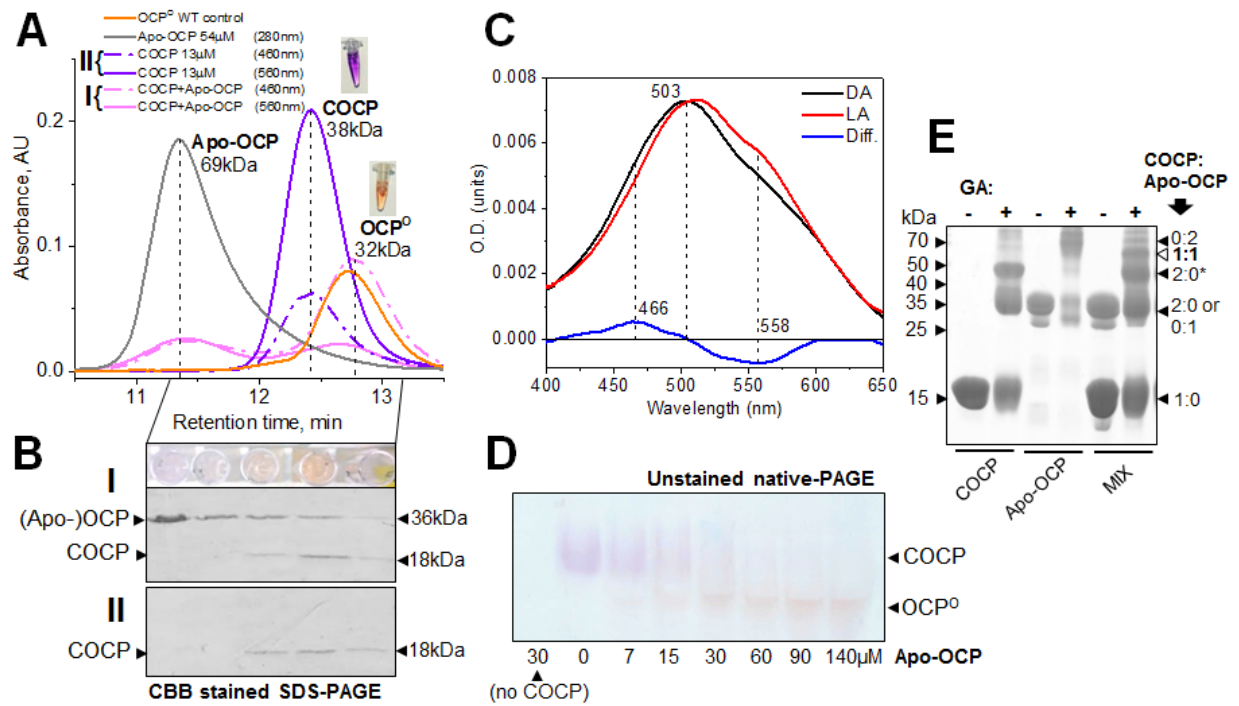 A
OCPᴼ WT control
Apo-OCP 54µM (280nm)
II{ COCP 13µM (460nm)
COCP 13µM (560nm)
I{ COCP+Apo-OCP (460nm)
COCP+Apo-OCP (560nm)
COCP
38kDa
Apo-OCP
69kDa
OCPᴼ
32kDa
Absorbance, AU
0.2
0.1
0.0
11 12 13
Retention time, min
B
I
(Apo-)OCP
36kDa
COCP
18kDa
II
COCP
18kDa
CBB stained SDS-PAGE
C
0.008
0.006
0.004
0.002
0.000
O.D. (units)
503
DA
LA
Diff.
466
558
400 450 500 550 600 650
Wavelength (nm)
D
Unstained native-PAGE
COCP
OCPᴼ
30 0 7 15 30 60 90 140µM Apo-OCP
(no COCP)
E
COCP:
Apo-OCP
GA:
- + - + - +
kDa
70
50
40
35
25
15
0:2
1:1
2:0*
2:0 or
0:1
1:0
COCP
Apo-OCP
MIX